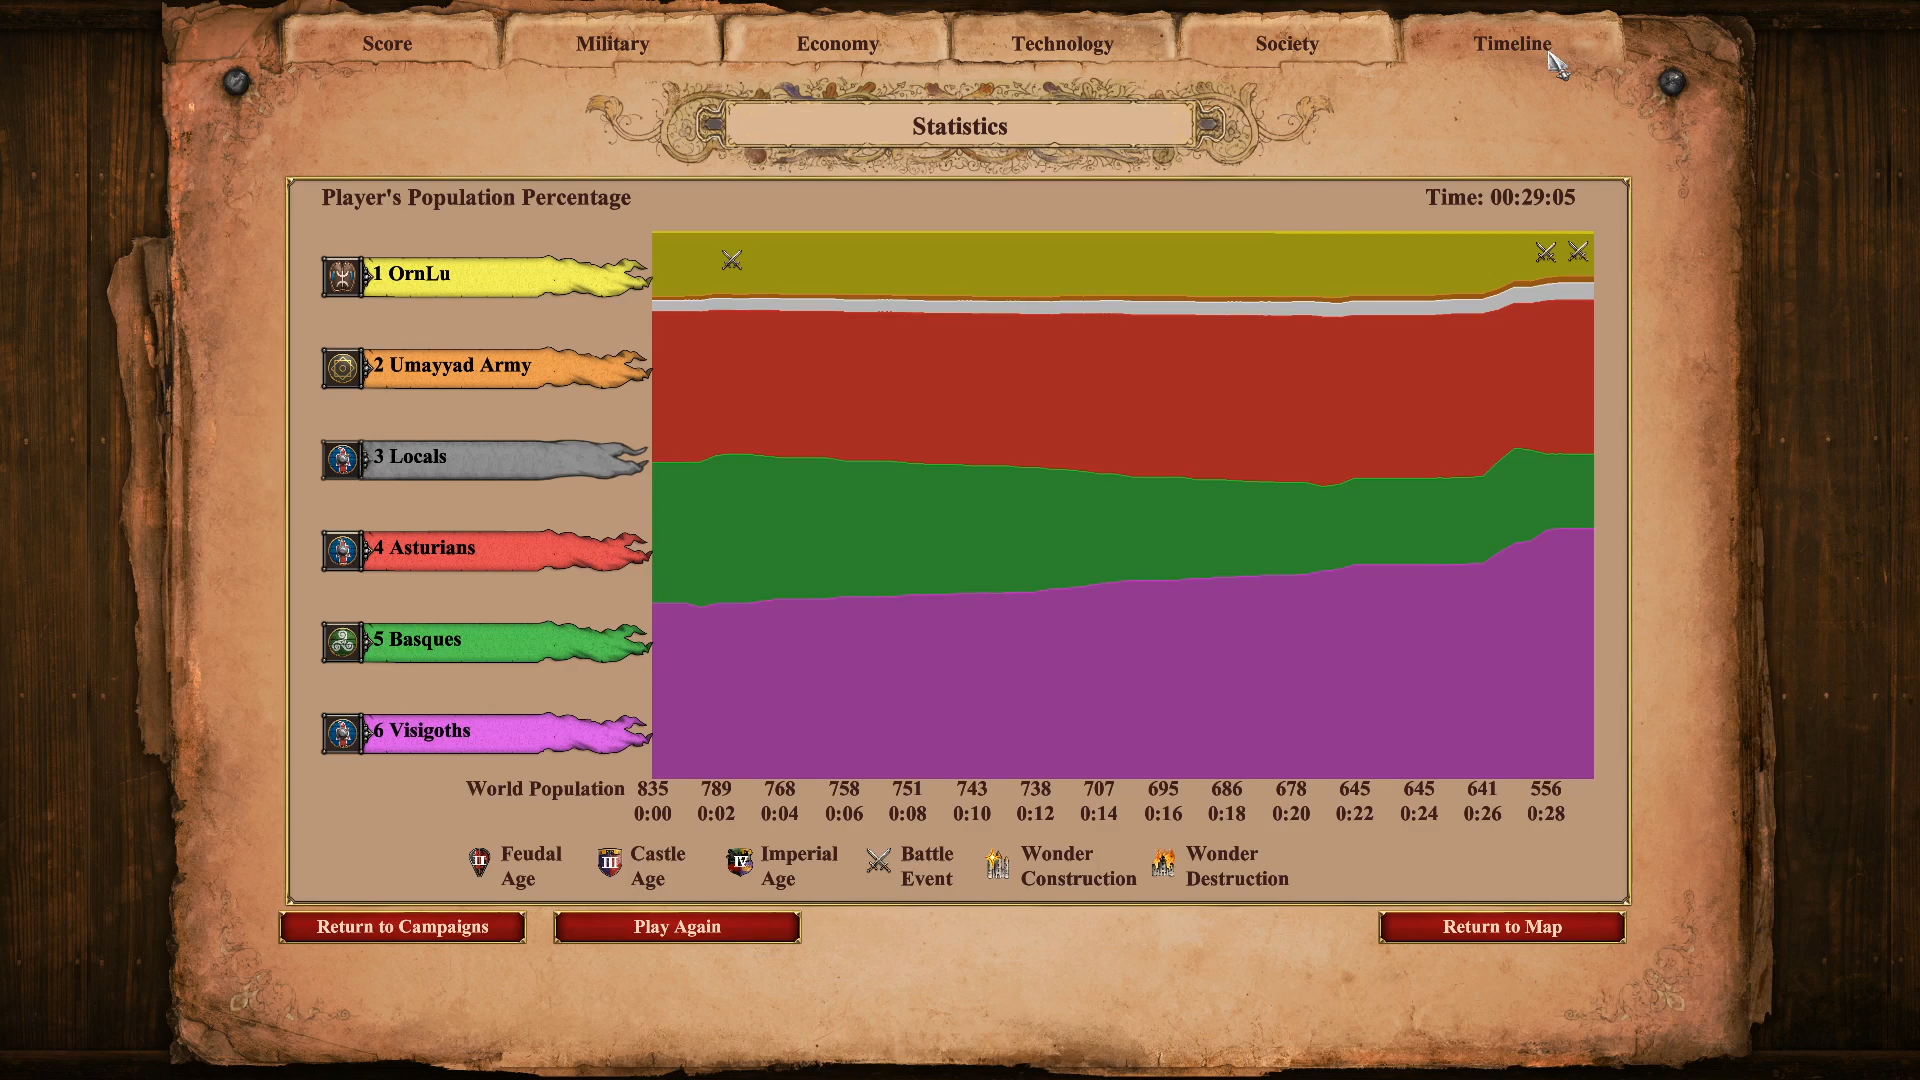 Score Military Economy Technology Society Timeline
Statistics
Player's Population Percentage Time: 00:29:05
1 OrnLu
2 Umayyad Army
3 Locals
4 Asturians
5 Basques
6 Visigoths
World Population 835 789 768 758 751 743 738 707 695 686 678 645 645 641 556
0:00 0:02 0:04 0:06 0:08 0:10 0:12 0:14 0:16 0:18 0:20 0:22 0:24 0:26 0:28
II Feudal Age
III Castle Age
IV Imperial Age
Battle Event
Wonder Construction
Wonder Destruction
Return to Campaigns Play Again Return to Map